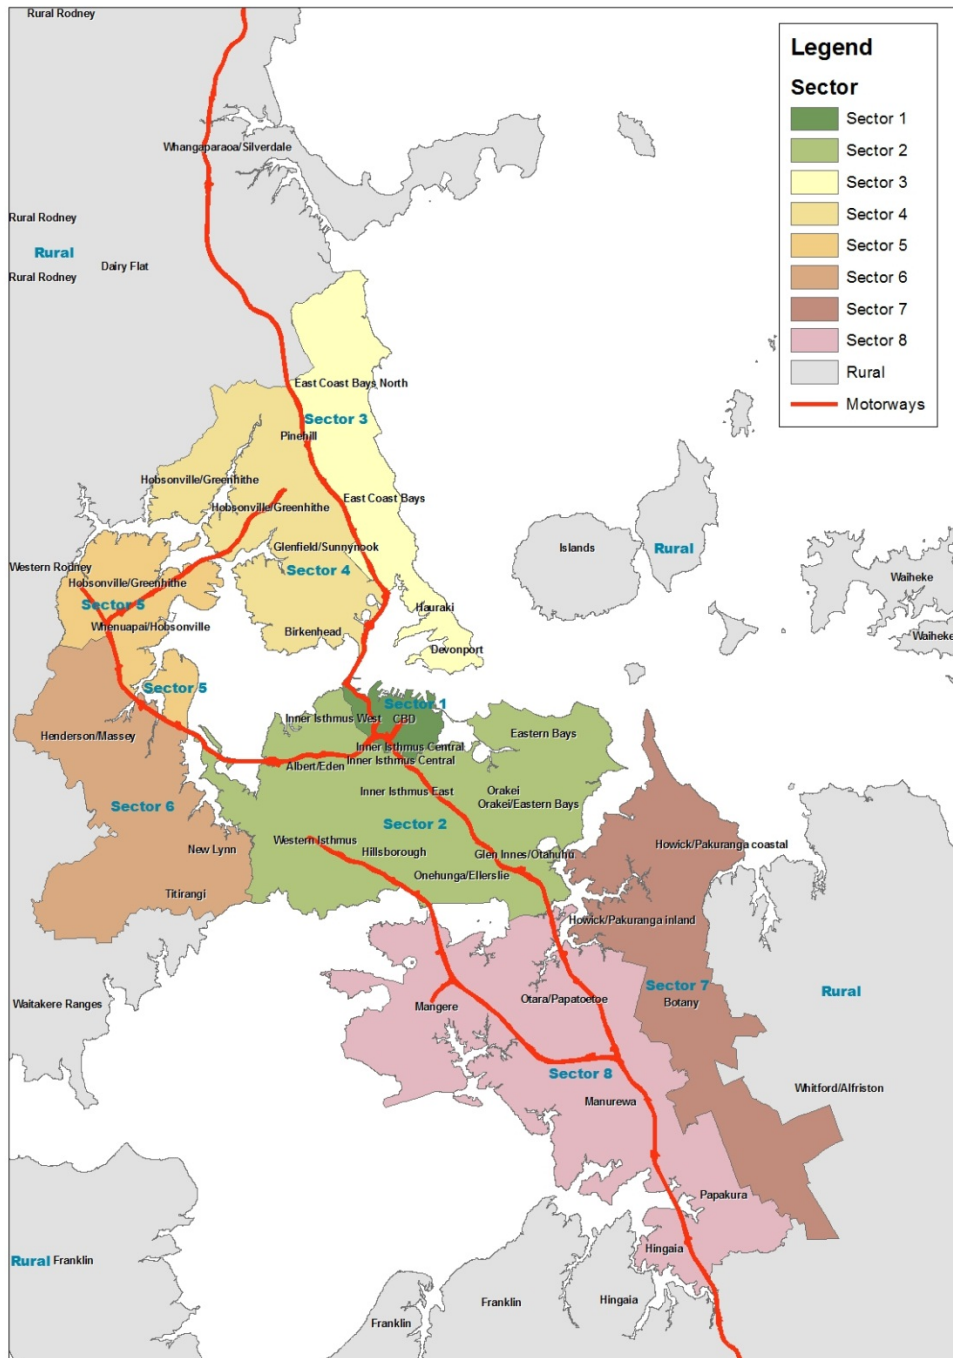 Rural Rodney
Legend
Sector
Sector 1
Sector 2
Sector 3
Sector 4
Sector 5
Sector 6
Sector 7
Sector 8
Rural
Motorways
Whangaparaoa/Silverdale
Rural Rodney
Rural
Dairy Flat
Rural Rodney
East Coast Bays North
Sector 3
Pinehill
Hobsonville/Greenhithe
East Coast Bays
Hobsonville/Greenhithe
Glenfield/Sunnynook
Islands
Rural
Western Rodney
Sector 4
Hobsonville/Greenhithe
Waiheke
Sector 5
Hauraki
Whenuapai/Hobsonville
Birkenhead
Waiheke
Devonport
Sector 5
Sector 1
Inner Isthmus West
CBD
Henderson/Massey
Eastern Bays
Inner Isthmus Central
Inner Isthmus Central
Albert/Eden
Inner Isthmus East
Orakei
Orakei/Eastern Bays
Sector 6
Sector 2
Western Isthmus
Howick/Pakuranga coastal
New Lynn
Hillsborough
Glen Innes/Otahuhu
Onehunga/Ellerslie
Titirangi
Howick/Pakuranga inland
Sector 7
Rural
Waitakere Ranges
Mangere
Otara/Papatoetoe
Botany
Sector 8
Whitford/Alfriston
Manurewa
Papakura
Hingaia
Rural
Franklin
Franklin
Hingaia
Franklin